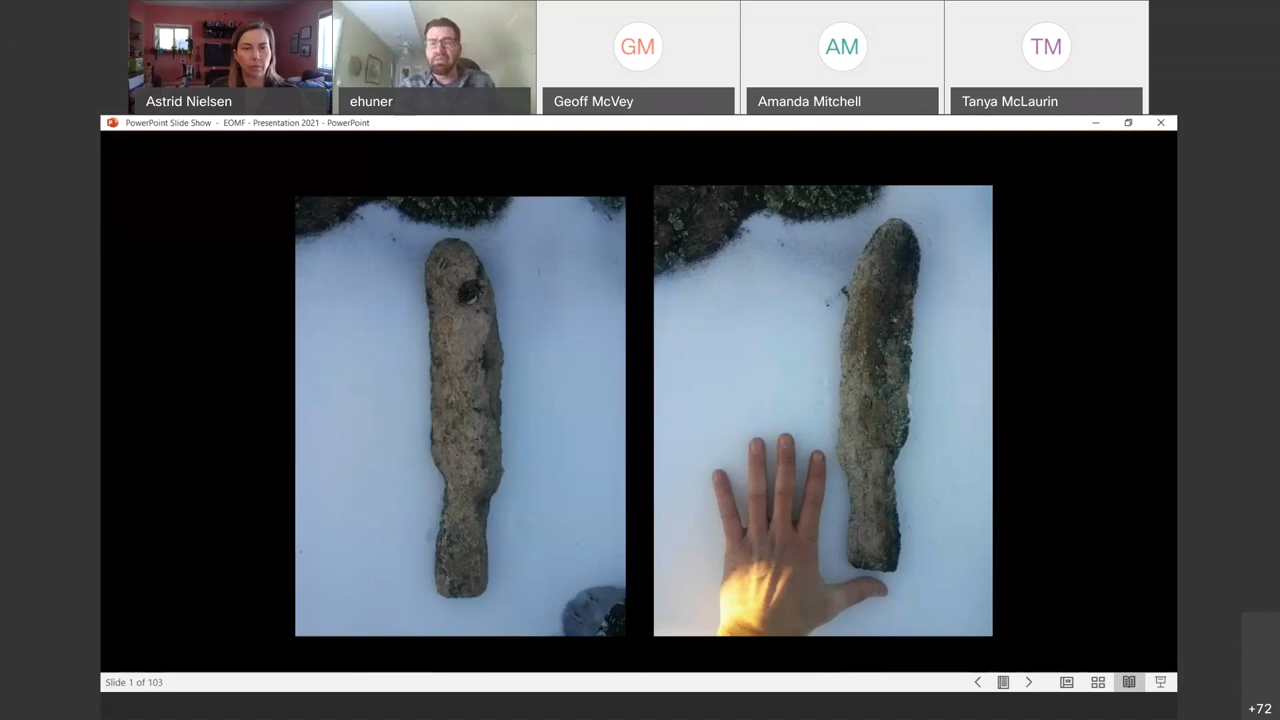 GM
AM
TM
Astrid Nielsen
ehuner
Geoff McVey
Amanda Mitchell
Tanya McLaurin
PowerPoint Slide Show - EOMF - Presentation 2021 - PowerPoint
Slide 1 of 103
+72